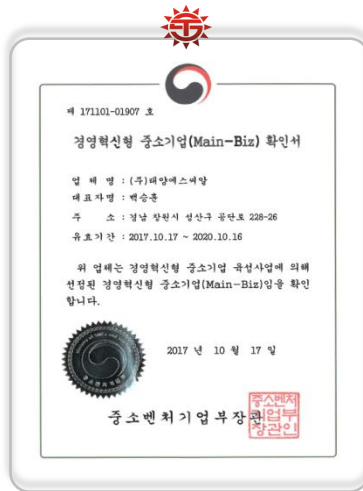 제 171101-01907 호
경영혁신형 중소기업(Main-Biz) 확인서
업 체 명 : (주)태양에스씨알
대표자명 : 백승훈
주 소 : 경남 창원시 성산구 공단로 228-26
유효기간 : 2017.10.17 ~ 2020.10.16
위 업체는 경영혁신형 중소기업 육성사업에 의해
선정된 경영혁신형 중소기업(Main-Biz)임을 확인
합니다.
2017 년 10 월 17 일
중소벤처기업부장관
중소벤처
기업부
장관인